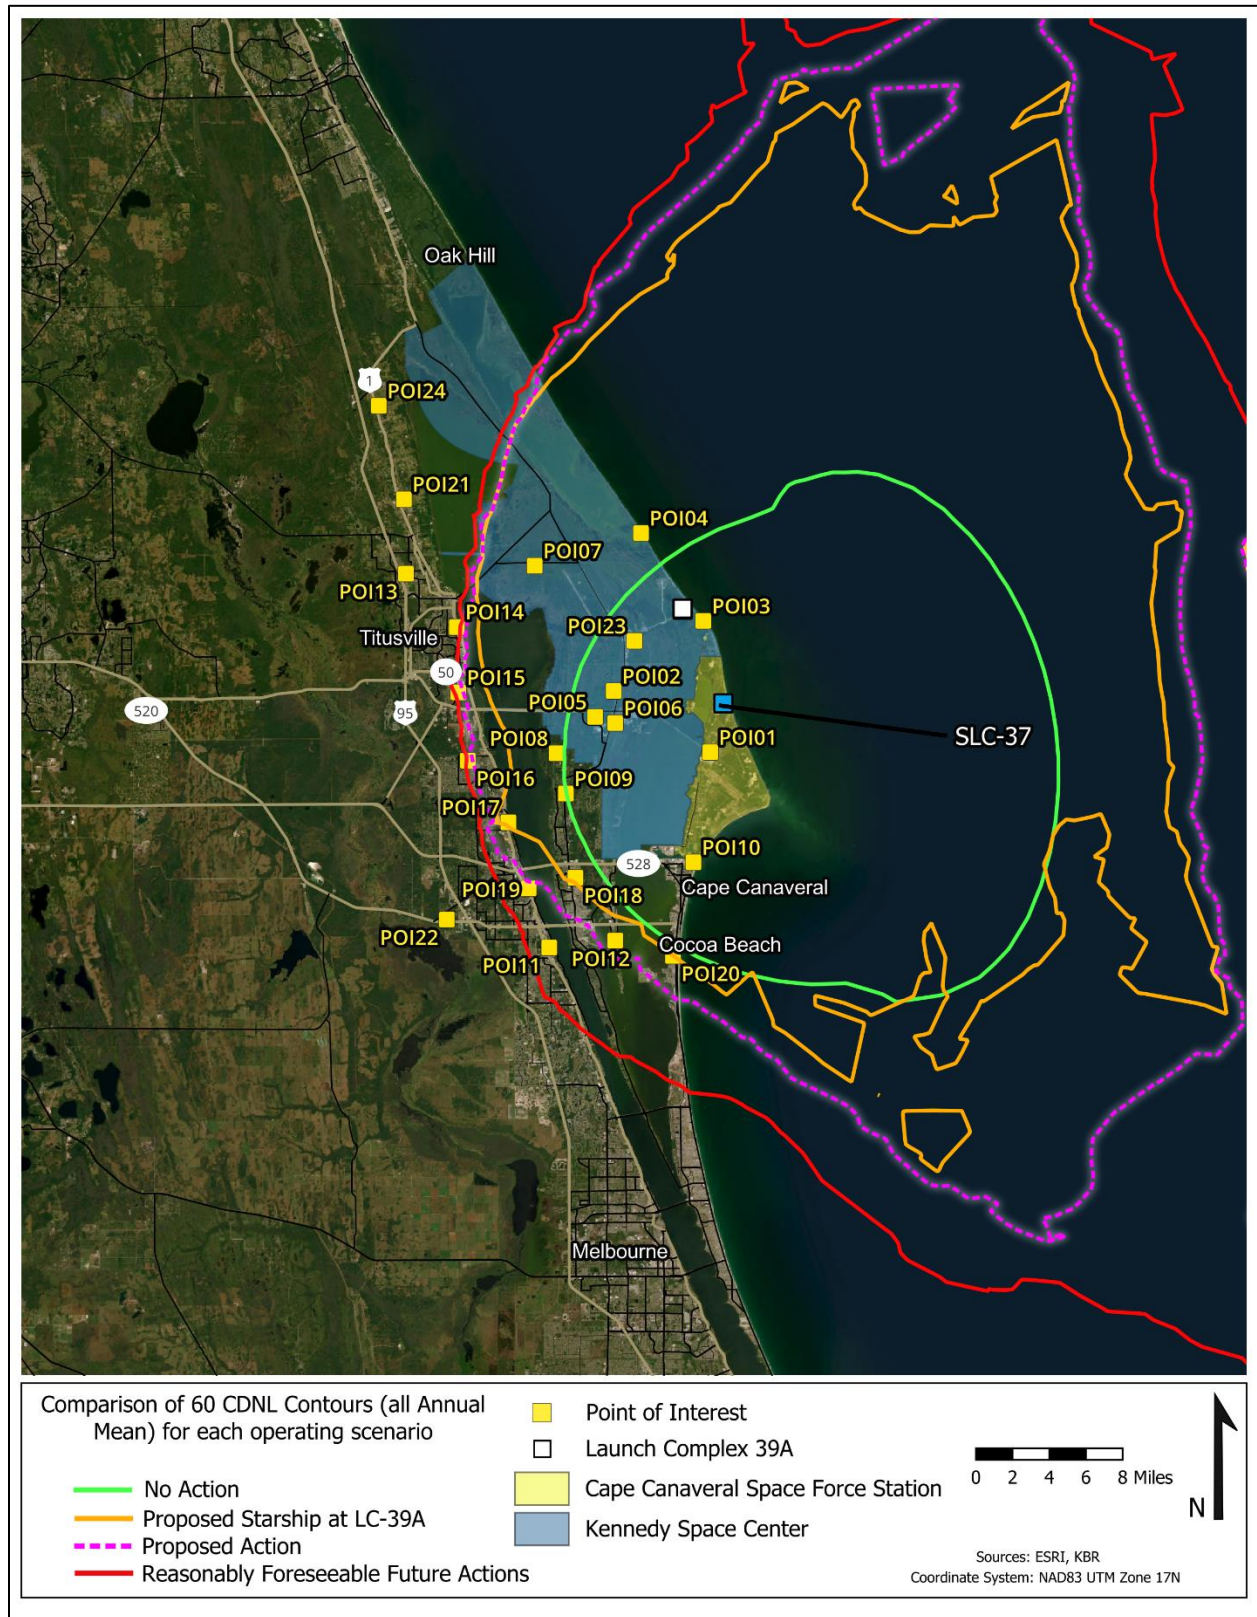 Oak Hill
1
POI24
POI21
POI04
POI07
POI13
POI03
POI14
POI23
Titusville
50
POI15
POI02
520
95
POI05
POI06
SLC-37
POI08
POI01
POI16
POI09
POI17
528
POI10
POI19
POI18
Cape Canaveral
POI22
POI11
POI12
Cocoa Beach
POI20
Melbourne
Comparison of 60 CDNL Contours (all Annual
Mean) for each operating scenario
No Action
Proposed Starship at LC-39A
Proposed Action
Reasonably Foreseeable Future Actions
Point of Interest
Launch Complex 39A
Cape Canaveral Space Force Station
Kennedy Space Center
0 2 4 6 8 Miles
N
Sources: ESRI, KBR
Coordinate System: NAD83 UTM Zone 17N